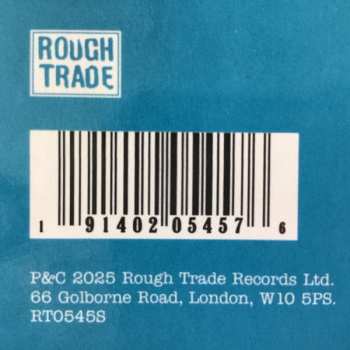 ROUGH
TRADE
1 91402 05457 6
P&C 2025 Rough Trade Records Ltd.
66 Golborne Road, London, W10 5PS.
RT0545S